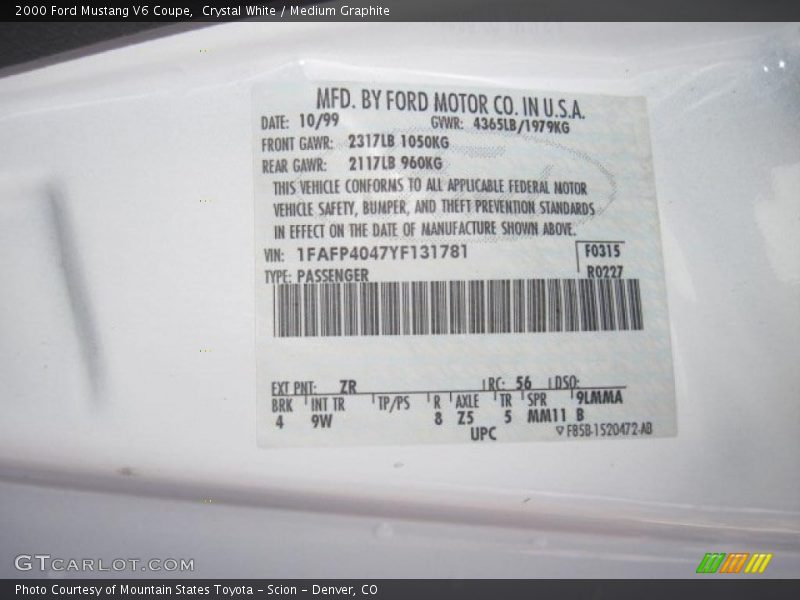 2000 Ford Mustang V6 Coupe,  Crystal White / Medium Graphite
MFD. BY FORD MOTOR CO. IN U.S.A.
DATE: 10/99 GVWR: 4365LB/1979KG
FRONT GAWR: 2317LB 1050KG
REAR GAWR: 2117LB 960KG
THIS VEHICLE CONFORMS TO ALL APPLICABLE FEDERAL MOTOR
VEHICLE SAFETY, BUMPER, AND THEFT PREVENTION STANDARDS
IN EFFECT ON THE DATE OF MANUFACTURE SHOWN ABOVE.
VIN: 1FAFP4047YF131781 F0315
TYPE: PASSENGER R0227
EXT PNT: ZR RC: 56 DSO:
BRK INT TR TP/PS R AXLE TR SPR 9LMMA
4 9W 8 Z5 5 MM11 B
UPC ▽F85B-1520472-AB
GTCARLOT.COM
Photo Courtesy of Mountain States Toyota – Scion – Denver, CO